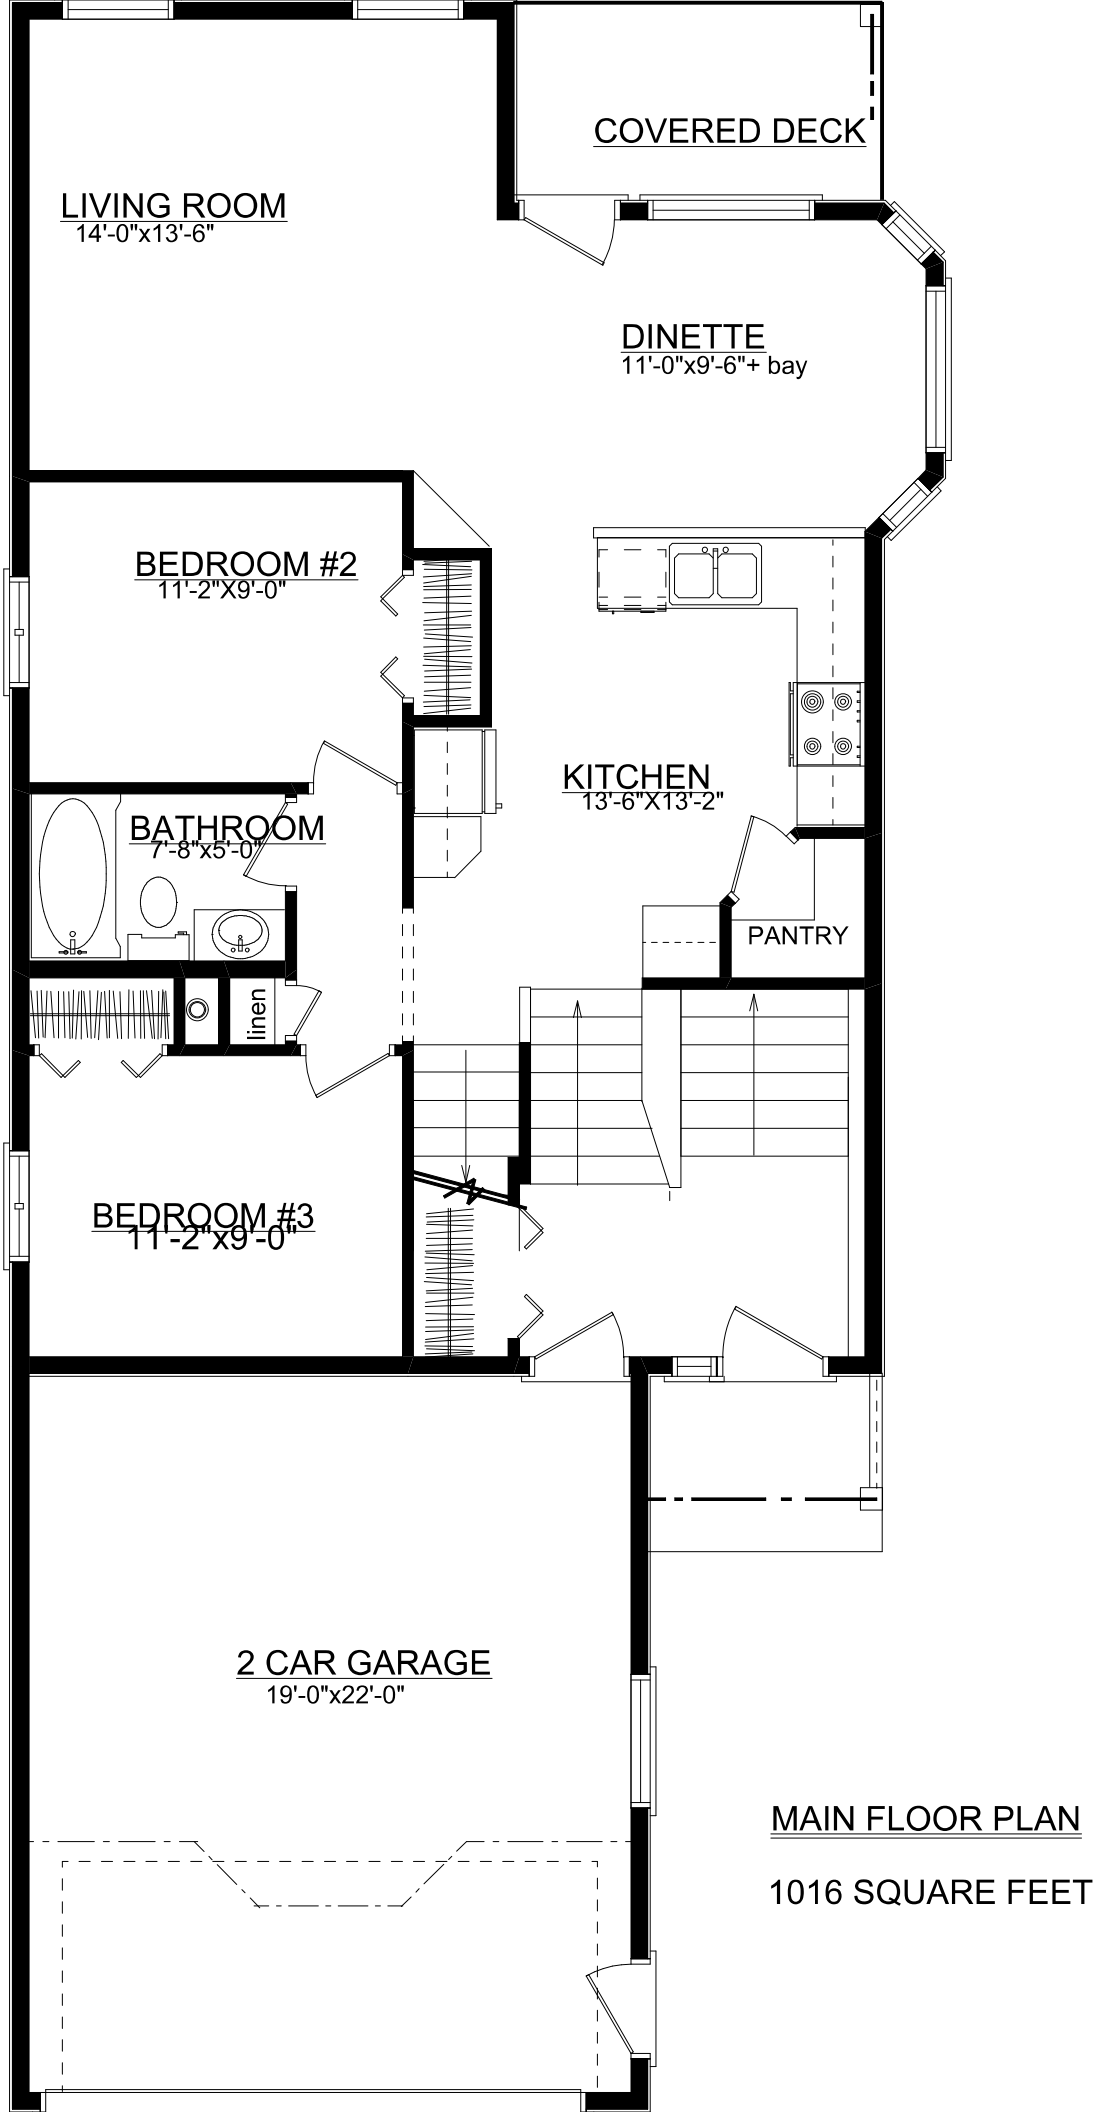 COVERED DECK
LIVING ROOM
14'-0"x13'-6"
DINETTE
11'-0"x9'-6"+ bay
BEDROOM #2
11'-2"X9'-0"
KITCHEN
13'-6"X13'-2"
BATHROOM
7'-8"x5'-0"
PANTRY
linen
BEDROOM #3
11'-2"x9'-0"
2 CAR GARAGE
19'-0"x22'-0"
MAIN FLOOR PLAN
1016 SQUARE FEET